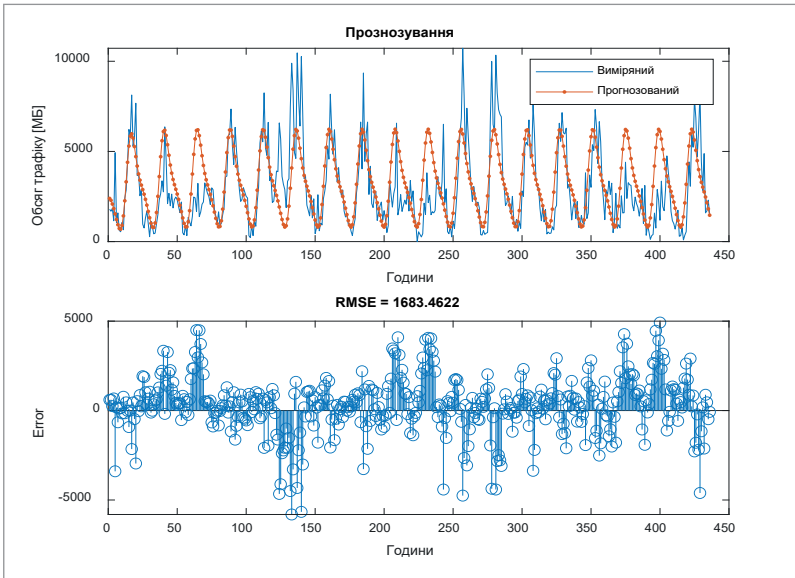 Прогнозування
10000
5000
0
Обсяг трафіку [МБ]
Виміряний
Прогнозований
0 50 100 150 200 250 300 350 400 450
Години
RMSE = 1683.4622
5000
0
-5000
Error
0 50 100 150 200 250 300 350 400 450
Години